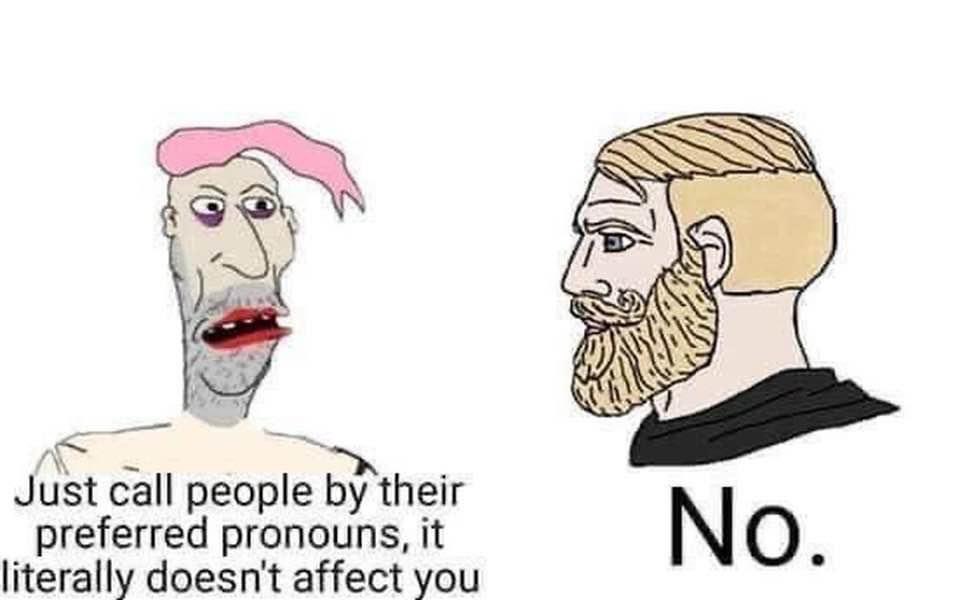 Just call people by their
preferred pronouns, it
literally doesn't affect you
No.